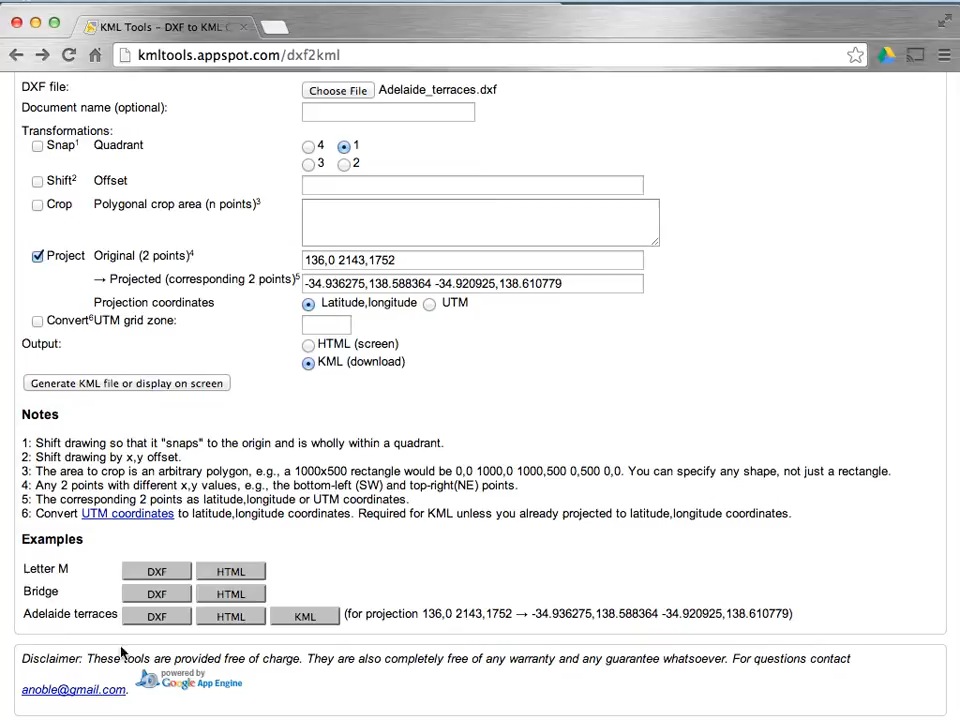 KML Tools – DXF to KML C
kmltools.appspot.com/dxf2kml
DXF file: Choose File Adelaide_terraces.dxf
Document name (optional):
Transformations:
Snap1 Quadrant 4 1
3 2
Shift2 Offset
Crop Polygonal crop area (n points)3
Project Original (2 points)4 136,0 2143,1752
→ Projected (corresponding 2 points)5 -34.936275,138.588364 -34.920925,138.610779
Projection coordinates Latitude,longitude UTM
Convert6 UTM grid zone:
Output: HTML (screen)
KML (download)
Generate KML file or display on screen
Notes
1: Shift drawing so that it "snaps" to the origin and is wholly within a quadrant.
2: Shift drawing by x,y offset.
3: The area to crop is an arbitrary polygon, e.g., a 1000x500 rectangle would be 0,0 1000,0 1000,500 0,500 0,0. You can specify any shape, not just a rectangle.
4: Any 2 points with different x,y values, e.g., the bottom-left (SW) and top-right(NE) points.
5: The corresponding 2 points as latitude,longitude or UTM coordinates.
6: Convert UTM coordinates to latitude,longitude coordinates. Required for KML unless you already projected to latitude,longitude coordinates.
Examples
Letter M DXF HTML
Bridge DXF HTML
Adelaide terraces DXF HTML KML (for projection 136,0 2143,1752 → -34.936275,138.588364 -34.920925,138.610779)
Disclaimer: These tools are provided free of charge. They are also completely free of any warranty and any guarantee whatsoever. For questions contact
anoble@gmail.com.
powered by
Google App Engine